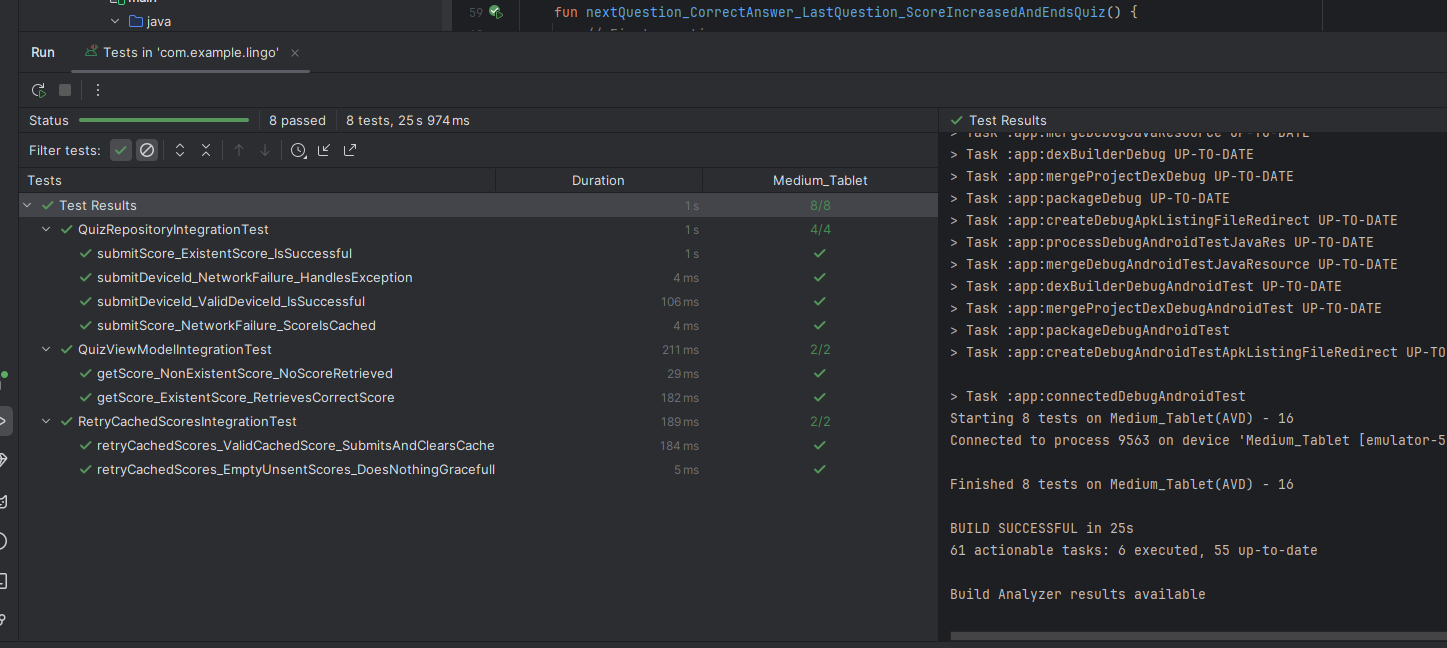 main
java
59 fun nextQuestion_CorrectAnswer_LastQuestion_ScoreIncreasedAndEndsQuiz() {
Run Tests in 'com.example.lingo'
Status 8 passed 8 tests, 25 s 974 ms
Filter tests:
Tests Duration Medium_Tablet
Test Results 1 s 8/8
QuizRepositoryIntegrationTest 1 s 4/4
submitScore_ExistentScore_IsSuccessful 1 s
submitDeviceId_NetworkFailure_HandlesException 4 ms
submitDeviceId_ValidDeviceId_IsSuccessful 106 ms
submitScore_NetworkFailure_ScoreIsCached 4 ms
QuizViewModelIntegrationTest 211 ms 2/2
getScore_NonExistentScore_NoScoreRetrieved 29 ms
getScore_ExistentScore_RetrievesCorrectScore 182 ms
RetryCachedScoresIntegrationTest 189 ms 2/2
retryCachedScores_ValidCachedScore_SubmitsAndClearsCache 184 ms
retryCachedScores_EmptyUnsentScores_DoesNothingGracefull 5 ms
Test Results
> Task :app:mergeDebugJavaResource UP-TO-DATE
> Task :app:dexBuilderDebug UP-TO-DATE
> Task :app:mergeProjectDexDebug UP-TO-DATE
> Task :app:packageDebug UP-TO-DATE
> Task :app:createDebugApkListingFileRedirect UP-TO-DATE
> Task :app:processDebugAndroidTestJavaRes UP-TO-DATE
> Task :app:mergeDebugAndroidTestJavaResource UP-TO-DATE
> Task :app:dexBuilderDebugAndroidTest UP-TO-DATE
> Task :app:mergeProjectDexDebugAndroidTest UP-TO-DATE
> Task :app:packageDebugAndroidTest
> Task :app:createDebugAndroidTestApkListingFileRedirect UP-TO
> Task :app:connectedDebugAndroidTest
Starting 8 tests on Medium_Tablet(AVD) - 16
Connected to process 9563 on device 'Medium_Tablet [emulator-5
Finished 8 tests on Medium_Tablet(AVD) - 16
BUILD SUCCESSFUL in 25s
61 actionable tasks: 6 executed, 55 up-to-date
Build Analyzer results available